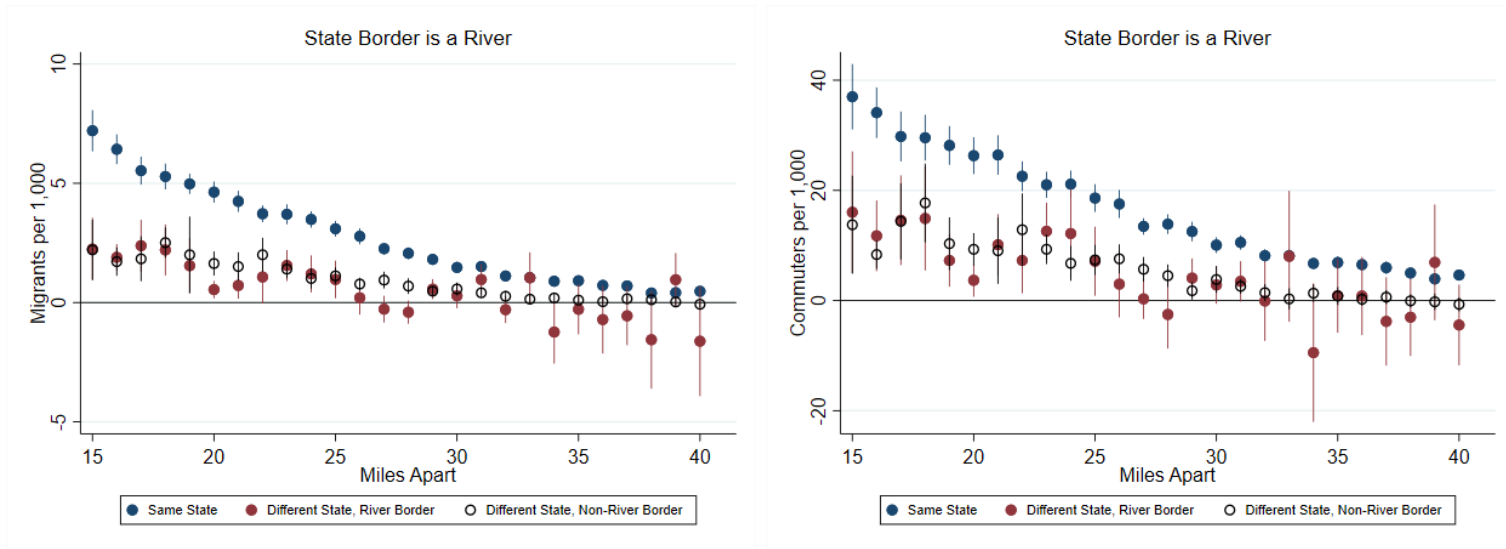 State Border is a River
10
5
0
-5
Migrants per 1,000
15 20 25 30 35 40
Miles Apart
Same State Different State, River Border Different State, Non-River Border
State Border is a River
40
20
0
-20
Commuters per 1,000
15 20 25 30 35 40
Miles Apart
Same State Different State, River Border Different State, Non-River Border